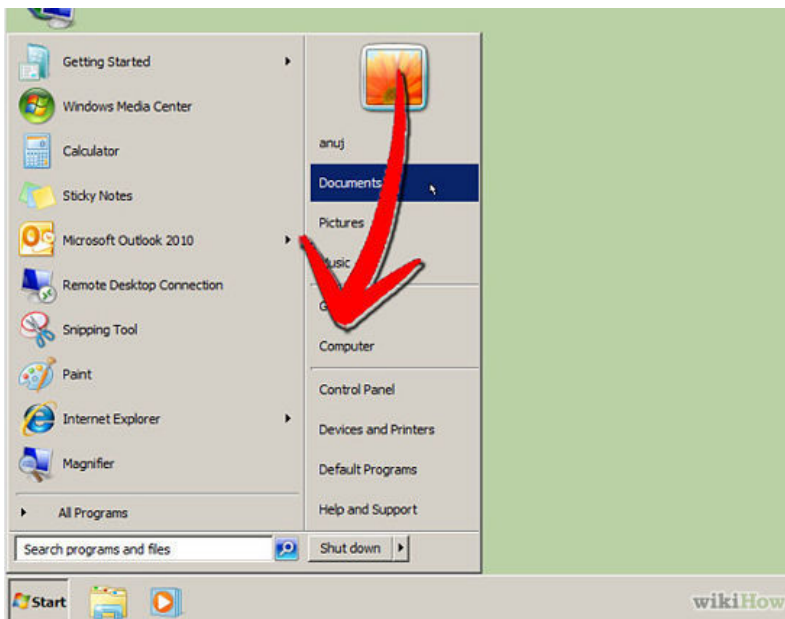 Getting Started
Windows Media Center
Calculator
Sticky Notes
Microsoft Outlook 2010
Remote Desktop Connection
Snipping Tool
Paint
Internet Explorer
Magnifier
All Programs
Search programs and files
anuj
Documents
Pictures
Music
Computer
Control Panel
Devices and Printers
Default Programs
Help and Support
Shut down
Start
wikiHow